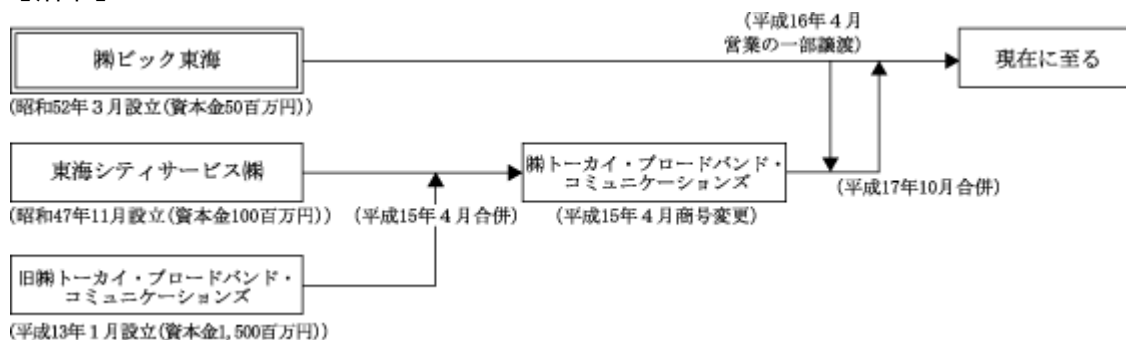 (平成16年4月
営業の一部譲渡)
㈱ビック東海
現在に至る
(昭和52年3月設立(資本金50百万円))
東海シティサービス㈱
㈱トーカイ・ブロードバンド・
コミュニケーションズ
(平成17年10月合併)
(昭和47年11月設立(資本金100百万円))
(平成15年4月合併)
(平成15年4月商号変更)
旧㈱トーカイ・ブロードバンド・
コミュニケーションズ
(平成13年1月設立(資本金1,500百万円))